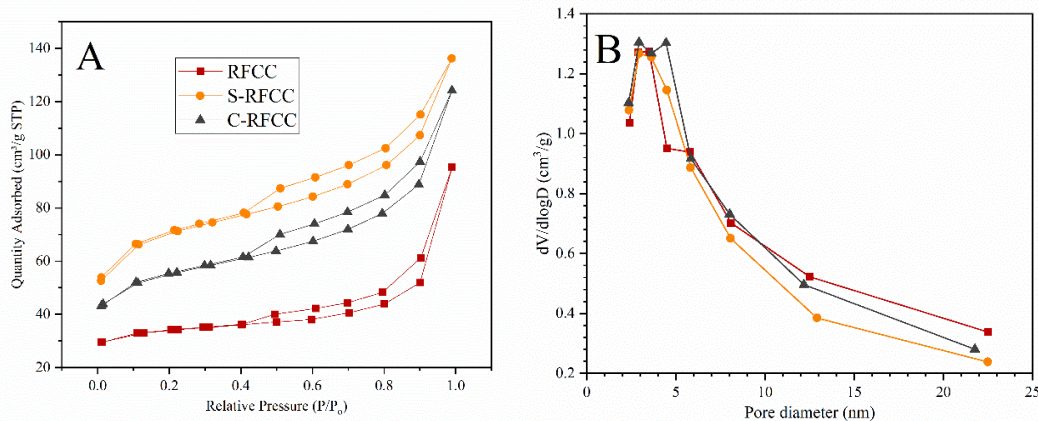 A
RFCC
S-RFCC
C-RFCC
Quantity Adsorbed (cm³/g STP)
140
120
100
80
60
40
20
0.0 0.2 0.4 0.6 0.8 1.0
Relative Pressure (P/Pₒ)
B
dV/dlogD (cm³/g)
1.4
1.2
1.0
0.8
0.6
0.4
0.2
0 5 10 15 20 25
Pore diameter (nm)